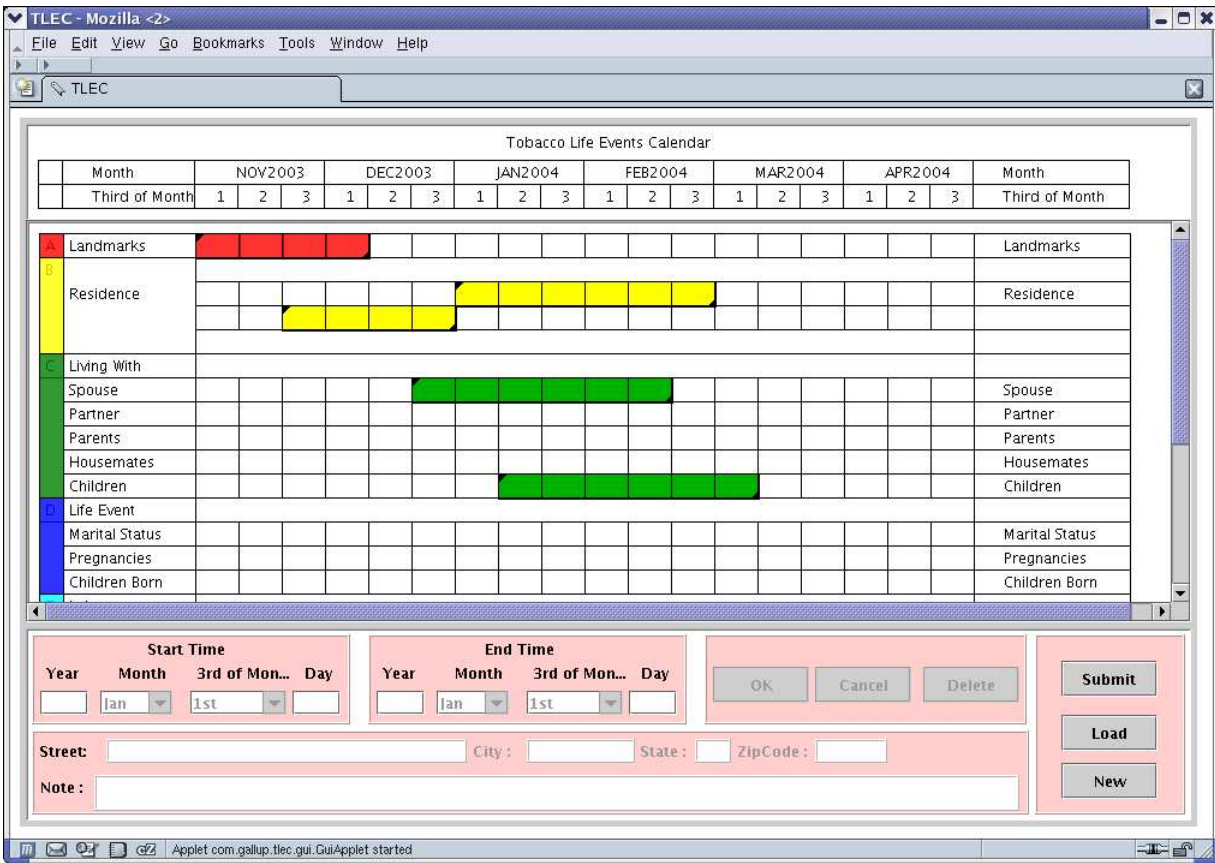 TLEC - Mozilla <2>
File Edit View Go Bookmarks Tools Window Help
TLEC
Tobacco Life Events Calendar
Month NOV2003 DEC2003 JAN2004 FEB2004 MAR2004 APR2004 Month
Third of Month 1 2 3 1 2 3 1 2 3 1 2 3 1 2 3 1 2 3 Third of Month
A Landmarks Landmarks
B
Residence Residence
C Living With
Spouse Spouse
Partner Partner
Parents Parents
Housemates Housemates
Children Children
D Life Event
Marital Status Marital Status
Pregnancies Pregnancies
Children Born Children Born
Start Time End Time
Year Month 3rd of Mon... Day Year Month 3rd of Mon... Day
Jan 1st Jan 1st
OK Cancel Delete
Submit
Load
New
Street: City : State : ZipCode :
Note :
Applet com.gallup.tlec.gui.GuiApplet started